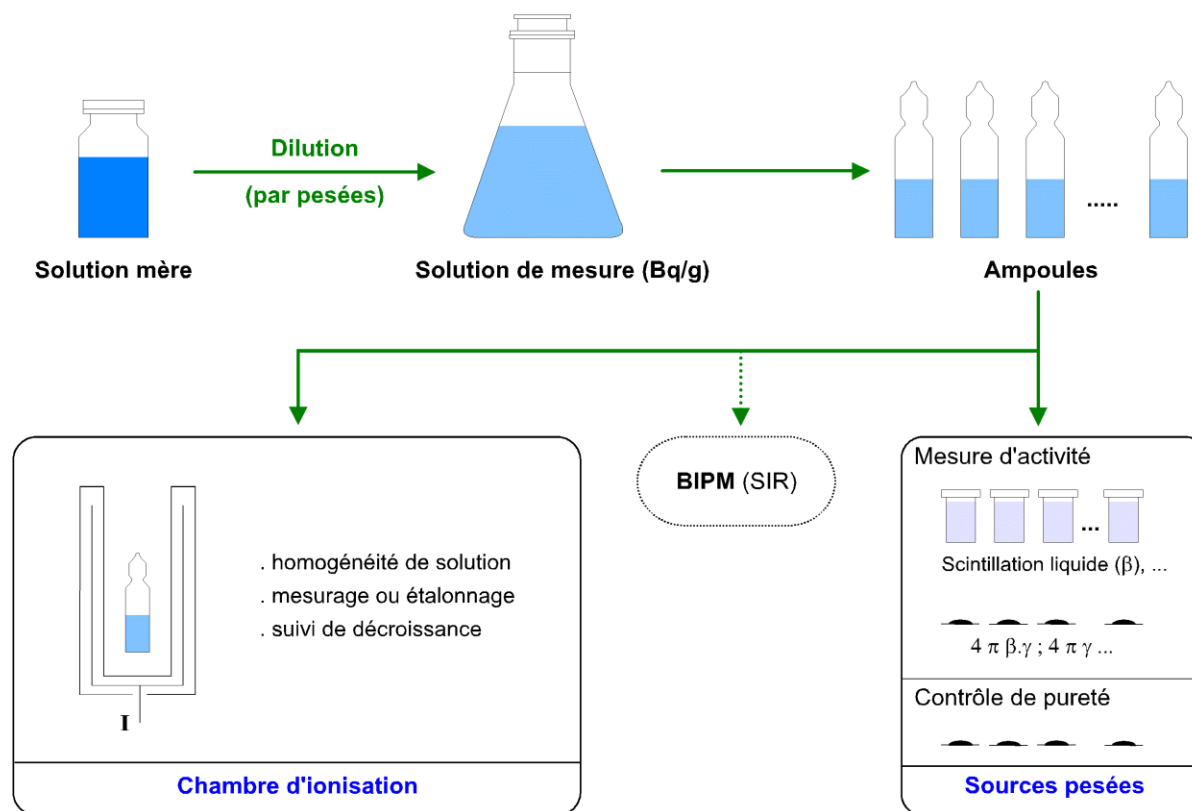 Dilution
(par pesées)
.....
Solution mère
Solution de mesure (Bq/g)
Ampoules
BIPM (SIR)
. homogénéité de solution
. mesurage ou étalonnage
. suivi de décroissance
I
Chambre d'ionisation
Mesure d'activité
...
Scintillation liquide (β), ...
4 π β.γ ; 4 π γ ...
Contrôle de pureté
Sources pesées